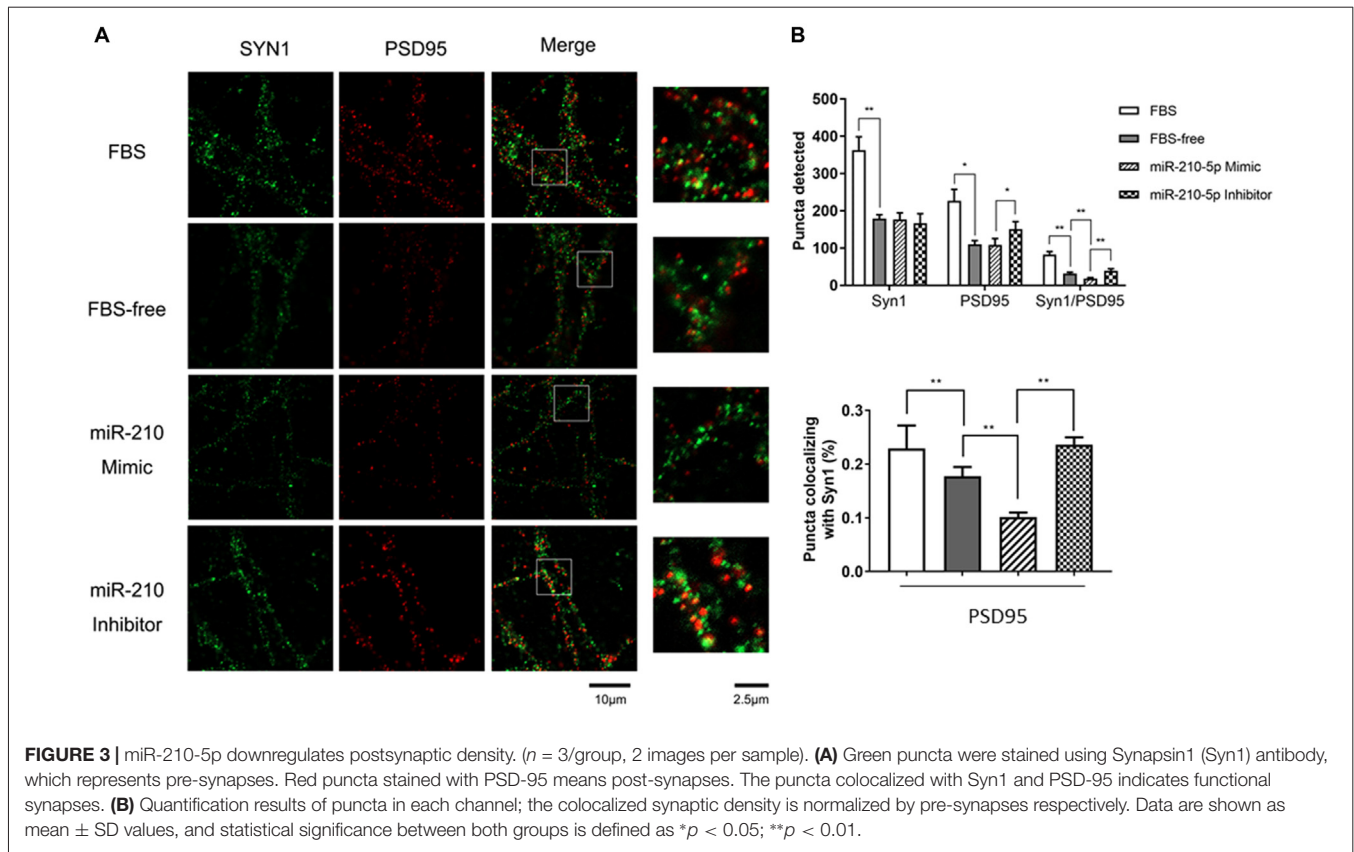 A
SYN1 PSD95 Merge
FBS
FBS-free
miR-210
Mimic
miR-210
Inhibitor
10μm 2.5μm
B
500
400
300
200
100
0
Puncta detected
**
*
*
**
**
**
Syn1 PSD95 Syn1/PSD95
FBS
FBS-free
miR-210-5p Mimic
miR-210-5p Inhibitor
0.3
0.2
0.1
0.0
Puncta colocalizing
with Syn1 (%)
**
**
**
PSD95
FIGURE 3 | miR-210-5p downregulates postsynaptic density. (n = 3/group, 2 images per sample). (A) Green puncta were stained using Synapsin1 (Syn1) antibody,
which represents pre-synapses. Red puncta stained with PSD-95 means post-synapses. The puncta colocalized with Syn1 and PSD-95 indicates functional
synapses. (B) Quantification results of puncta in each channel; the colocalized synaptic density is normalized by pre-synapses respectively. Data are shown as
mean ± SD values, and statistical significance between both groups is defined as *p < 0.05; **p < 0.01.